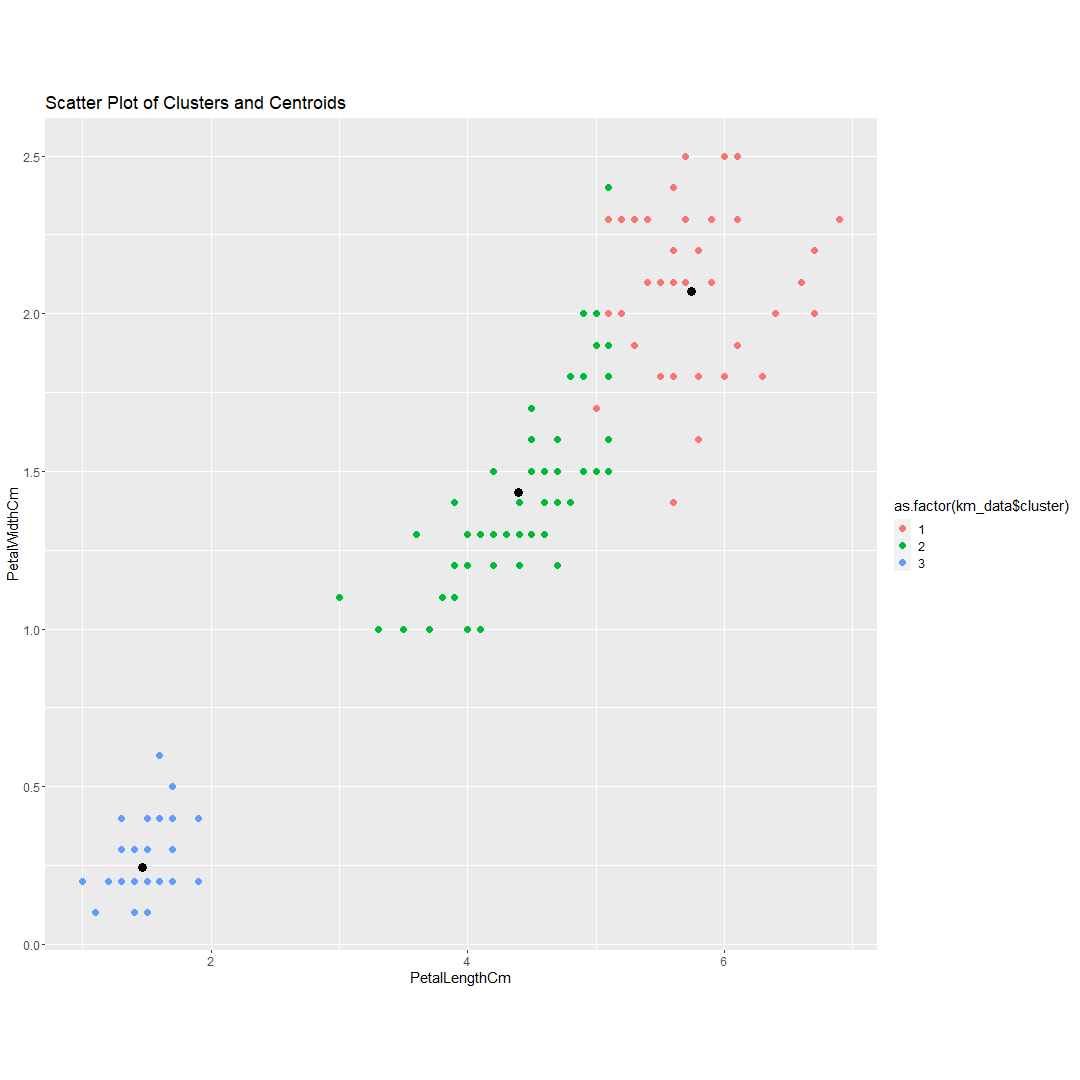 Scatter Plot of Clusters and Centroids
2.5
2.0
1.5
1.0
0.5
0.0
PetalWidthCm
2 4 6
PetalLengthCm
as.factor(km_data$cluster)
1
2
3